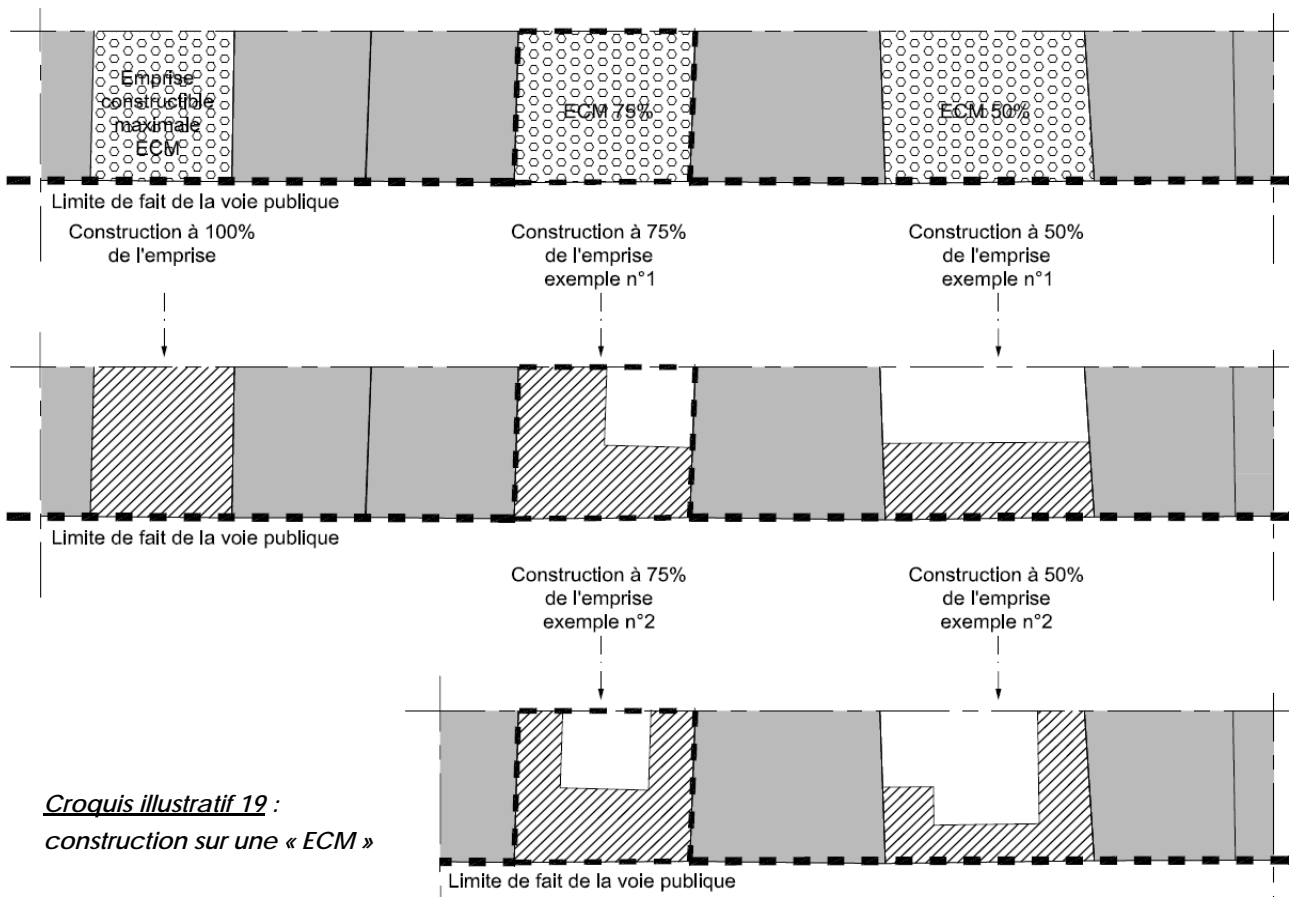 Emprise
constructible
maximale
ECM
ECM 75%
ECM 50%
Limite de fait de la voie publique
Construction à 100%
de l'emprise
Construction à 75%
de l'emprise
exemple n°1
Construction à 50%
de l'emprise
exemple n°1
Limite de fait de la voie publique
Construction à 75%
de l'emprise
exemple n°2
Construction à 50%
de l'emprise
exemple n°2
Croquis illustratif 19 :
construction sur une « ECM »
Limite de fait de la voie publique